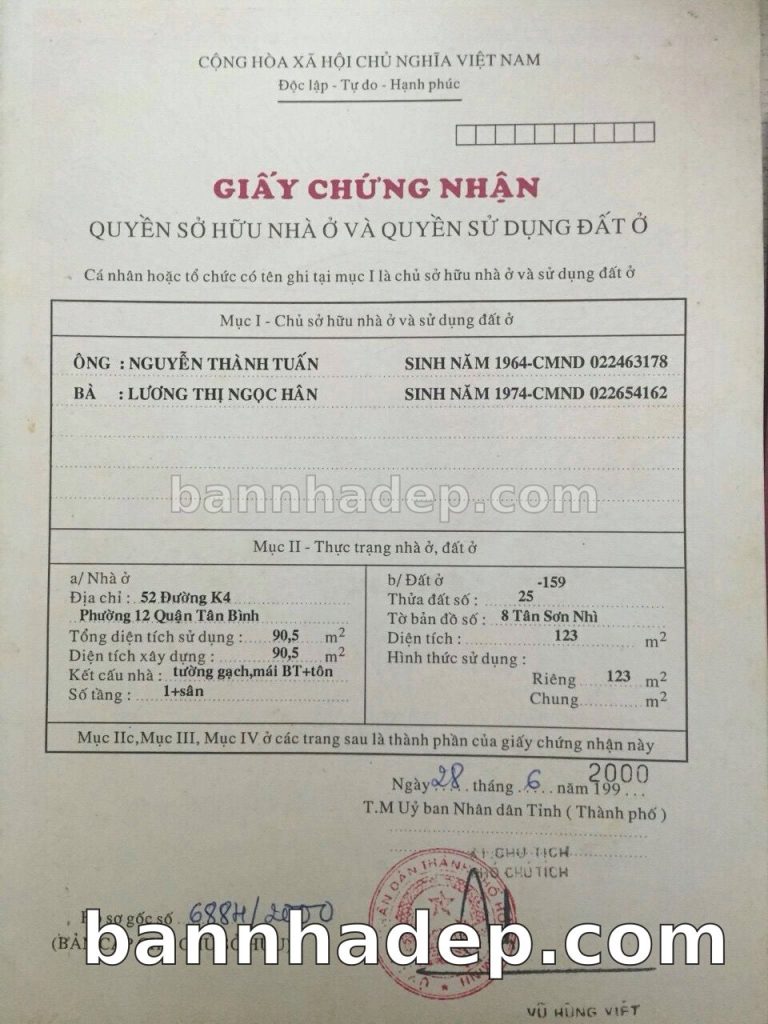 CỘNG HÒA XÃ HỘI CHỦ NGHĨA VIỆT NAM
Độc lập - Tự do - Hạnh phúc
GIẤY CHỨNG NHẬN
QUYỀN SỞ HỮU NHÀ Ở VÀ QUYỀN SỬ DỤNG ĐẤT Ở
Cá nhân hoặc tổ chức có tên ghi tại mục I là chủ sở hữu nhà ở và sử dụng đất ở
Mục I - Chủ sở hữu nhà ở và sử dụng đất ở
ÔNG : NGUYỄN THÀNH TUẤN SINH NĂM 1964-CMND 022463178
BÀ : LƯƠNG THỊ NGỌC HÂN SINH NĂM 1974-CMND 022654162
bannhadep.com
Mục II - Thực trạng nhà ở, đất ở
a/ Nhà ở
Địa chỉ : 52 Đường K4
Phường 12 Quận Tân Bình
Tổng diện tích sử dụng : 90,5 m2
Diện tích xây dựng : 90,5 m2
Kết cấu nhà : tường gạch,mái BT+tôn
Số tầng : 1+sân
b/ Đất ở -159
Thửa đất số : 25
Tờ bản đồ số : 8 Tân Sơn Nhì
Diện tích : 123 m2
Hình thức sử dụng :
Riêng 123 m2
Chung m2
Mục IIc,Mục III, Mục IV ở các trang sau là thành phần của giấy chứng nhận này
Ngày 28 tháng 6 năm 199 2000
T.M Uỷ ban Nhân dân Tỉnh ( Thành phố )
CHỦ TỊCH
PHÓ CHỦ TỊCH
Hồ sơ gốc số
bannhadep.com
VŨ HÙNG VIỆT